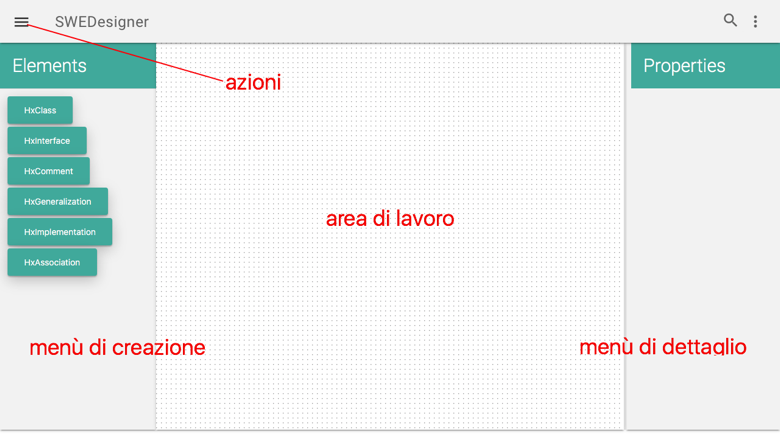 SWEDesigner
Elements
Properties
azioni
HxClass
HxInterface
HxComment
HxGeneralization
HxImplementation
HxAssociation
area di lavoro
menù di creazione
menù di dettaglio